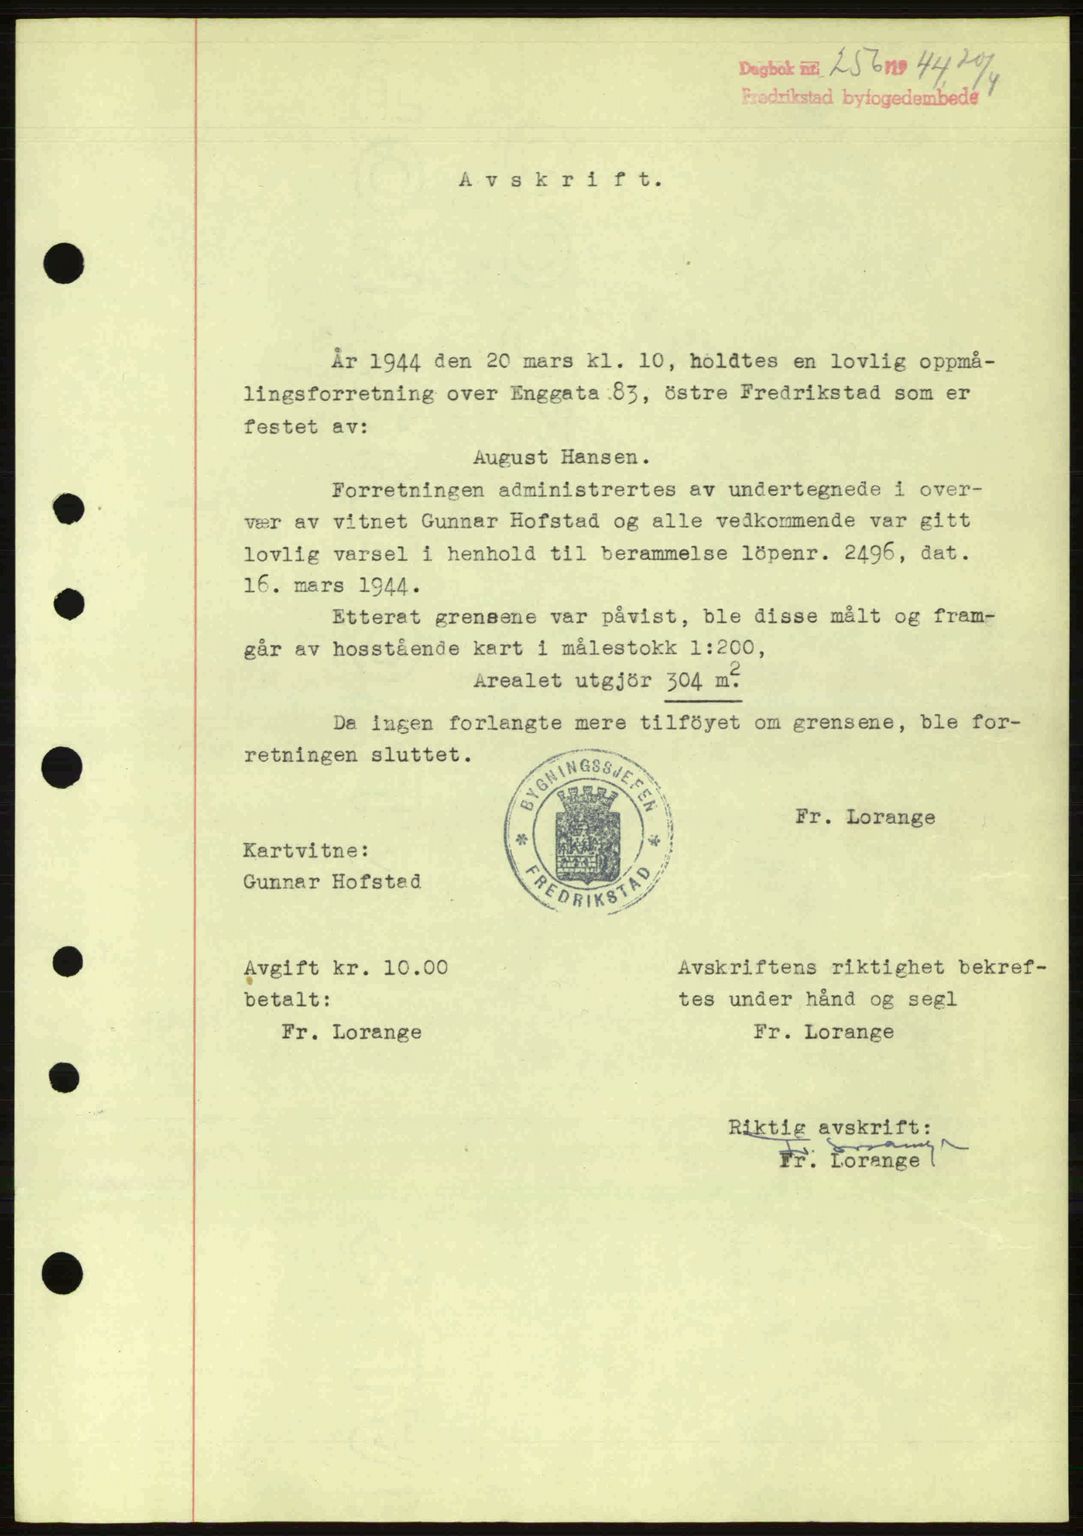 Dagbok nr. 256 19 44, 20/4
Fredrikstad byfogedembede
Avskrift.
År 1944 den 20 mars kl. 10, holdtes en lovlig oppmå-
lingsforretning over Enggata 83, östre Fredrikstad som er
festet av:
August Hansen.
Forretningen administrertes av undertegnede i over-
vær av vitnet Gunnar Hofstad og alle vedkommende var gitt
lovlig varsel i henhold til berammelse löpenr. 2496, dat.
16. mars 1944.
Etterat grensene var påvist, ble disse målt og fram-
går av hosstående kart i målestokk 1:200,
Arealet utgjör 304 m².
Da ingen forlangte mere tilföyet om grensene, ble for-
retningen sluttet.
BYGNINGSSJEFEN
* FREDRIKSTAD *
Fr. Lorange
Kartvitne:
Gunnar Hofstad
Avgift kr. 10.00
betalt:
Fr. Lorange
Avskriftens riktighet bekref-
tes under hånd og segl
Fr. Lorange
Riktig avskrift:
Fr. Lorange
Fr. Lorange